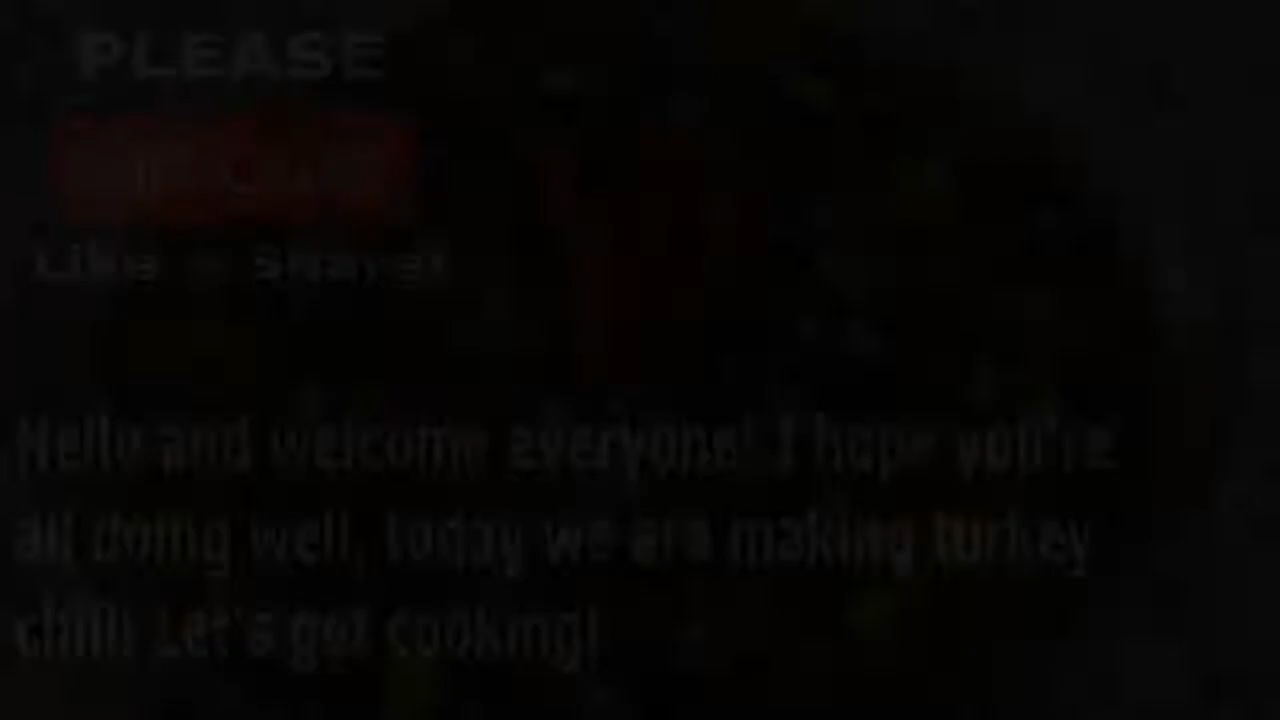 PLEASE
Like
Hello and welcome everyone! I hope you're
all doing well, today we are making turkey
chili! Let's get cooking!